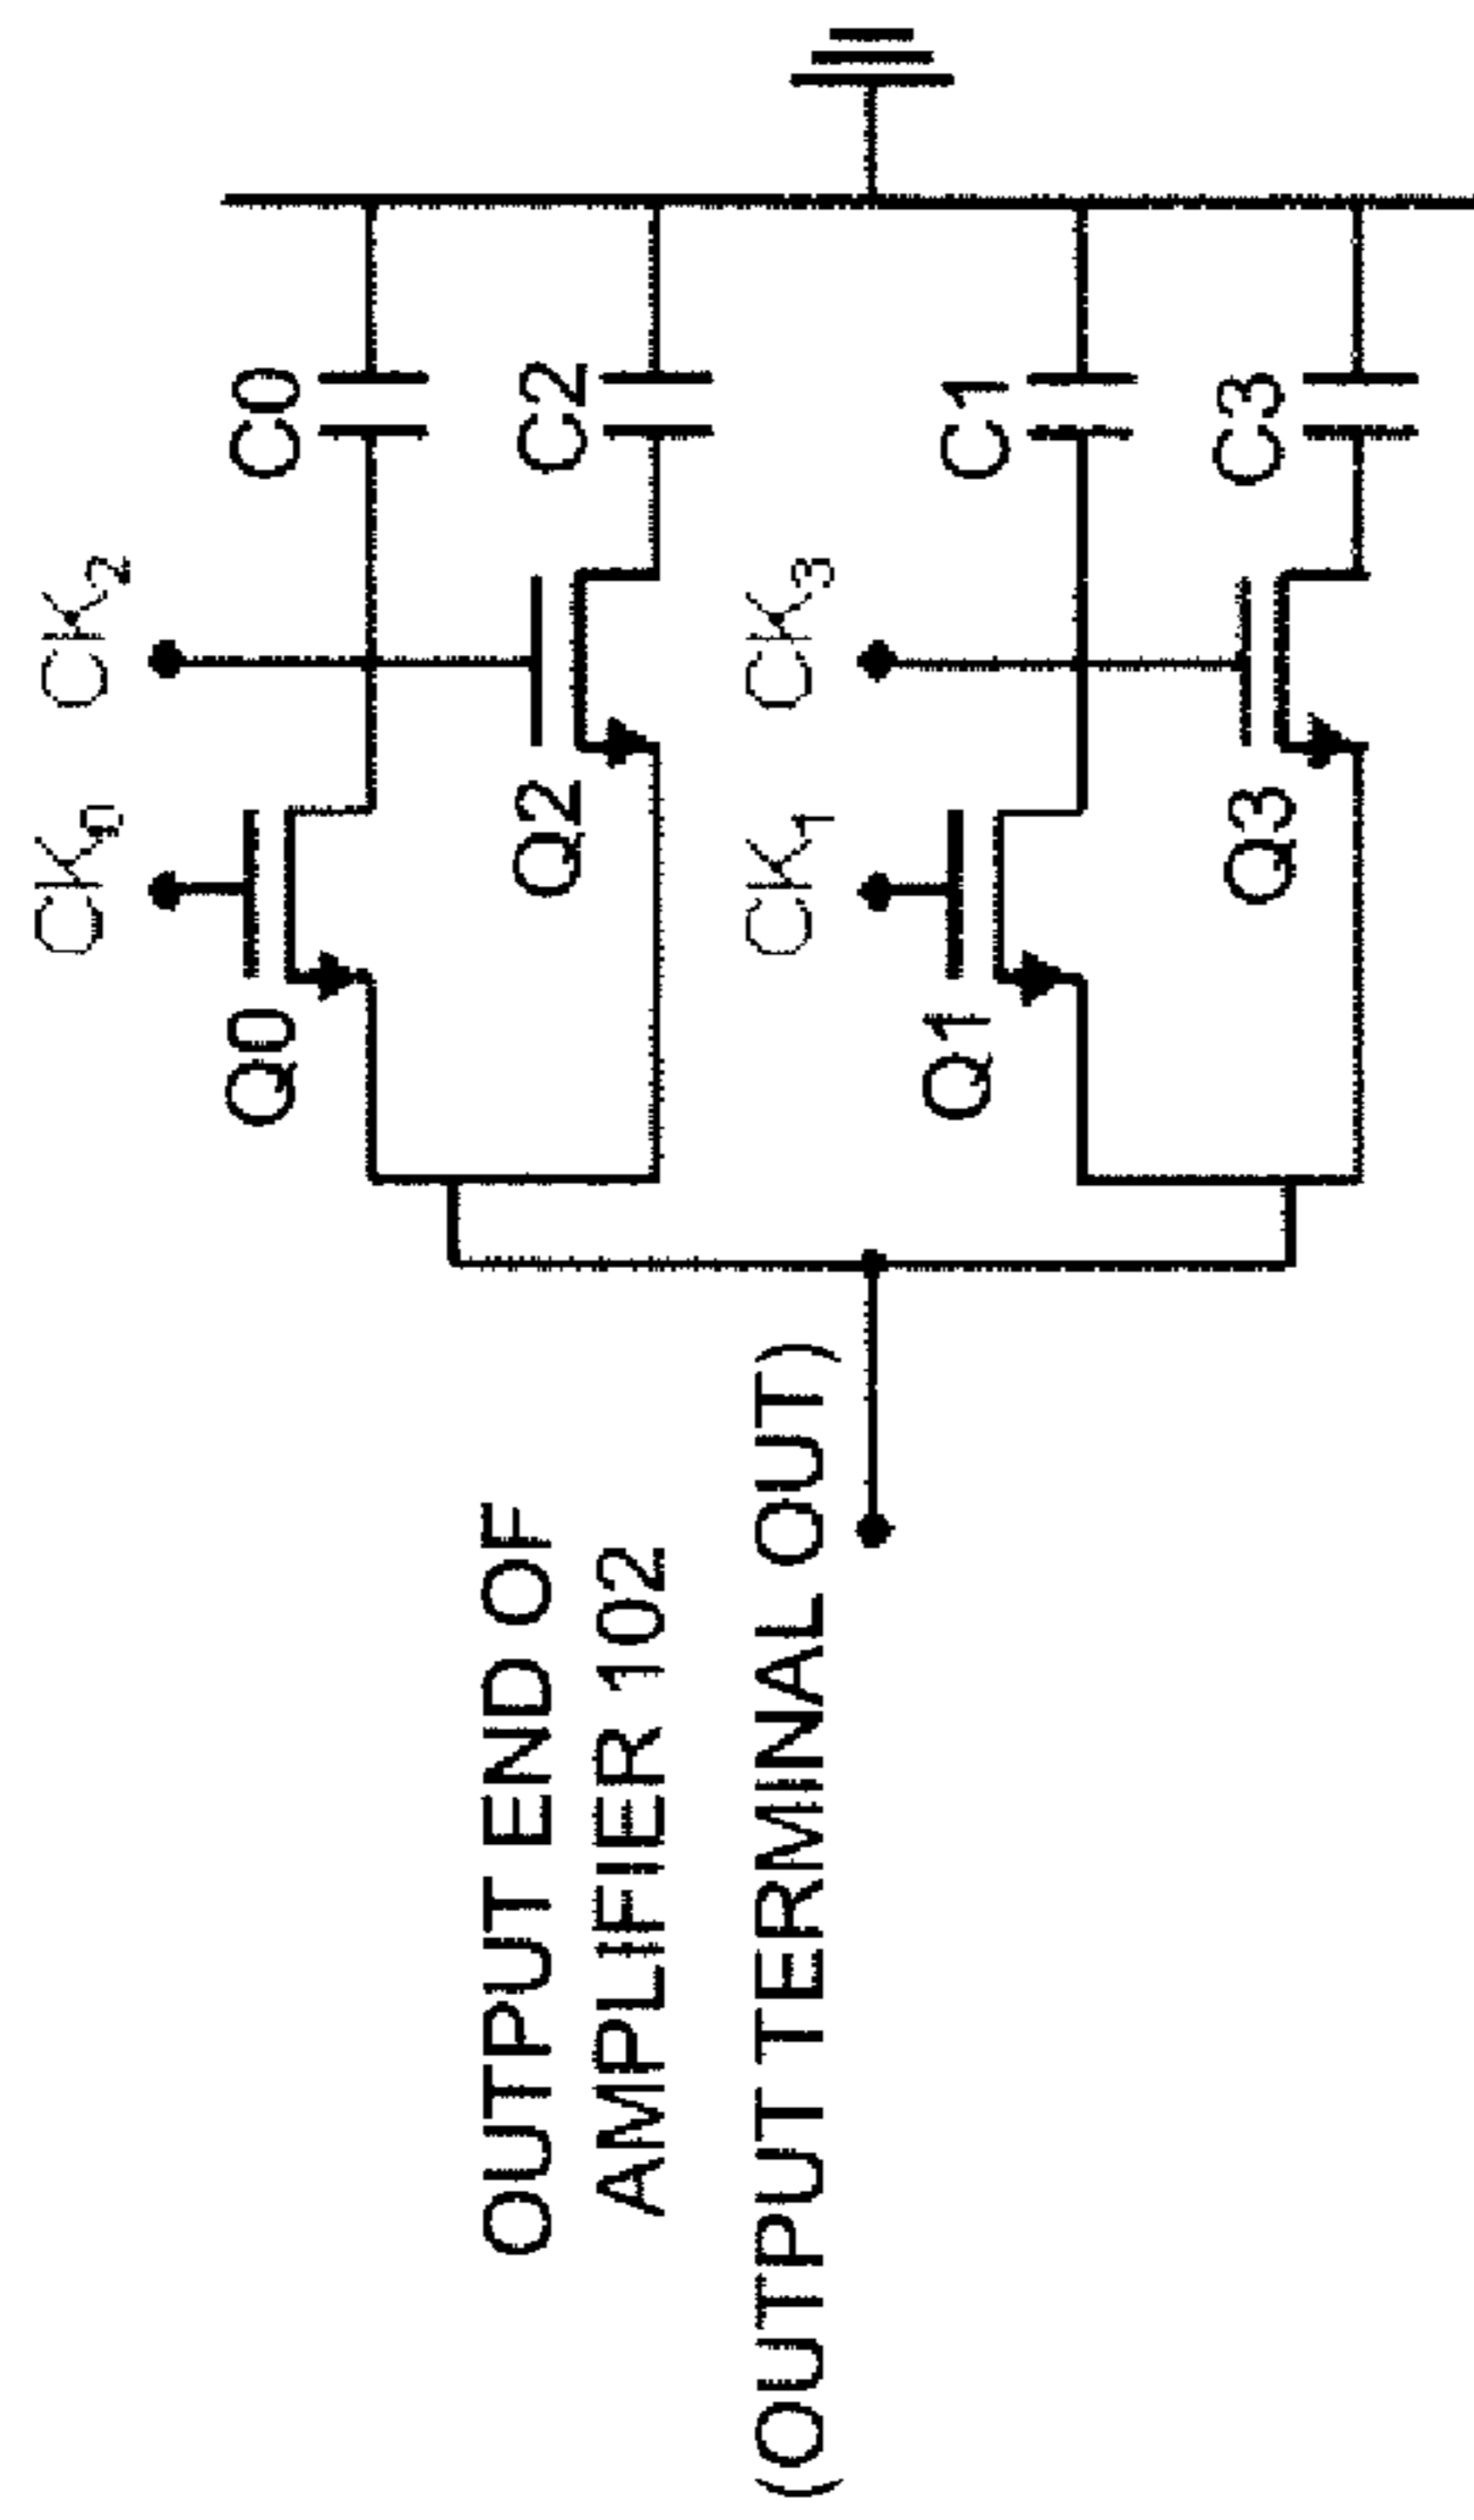 CK₂
Q0
C0
OUTPUT END OF
AMPLIFIER 102
(OUTPUT TERMINAL OUT)
Q2
C2
CK₁
CK₃
Q1
C1
Q3
C3